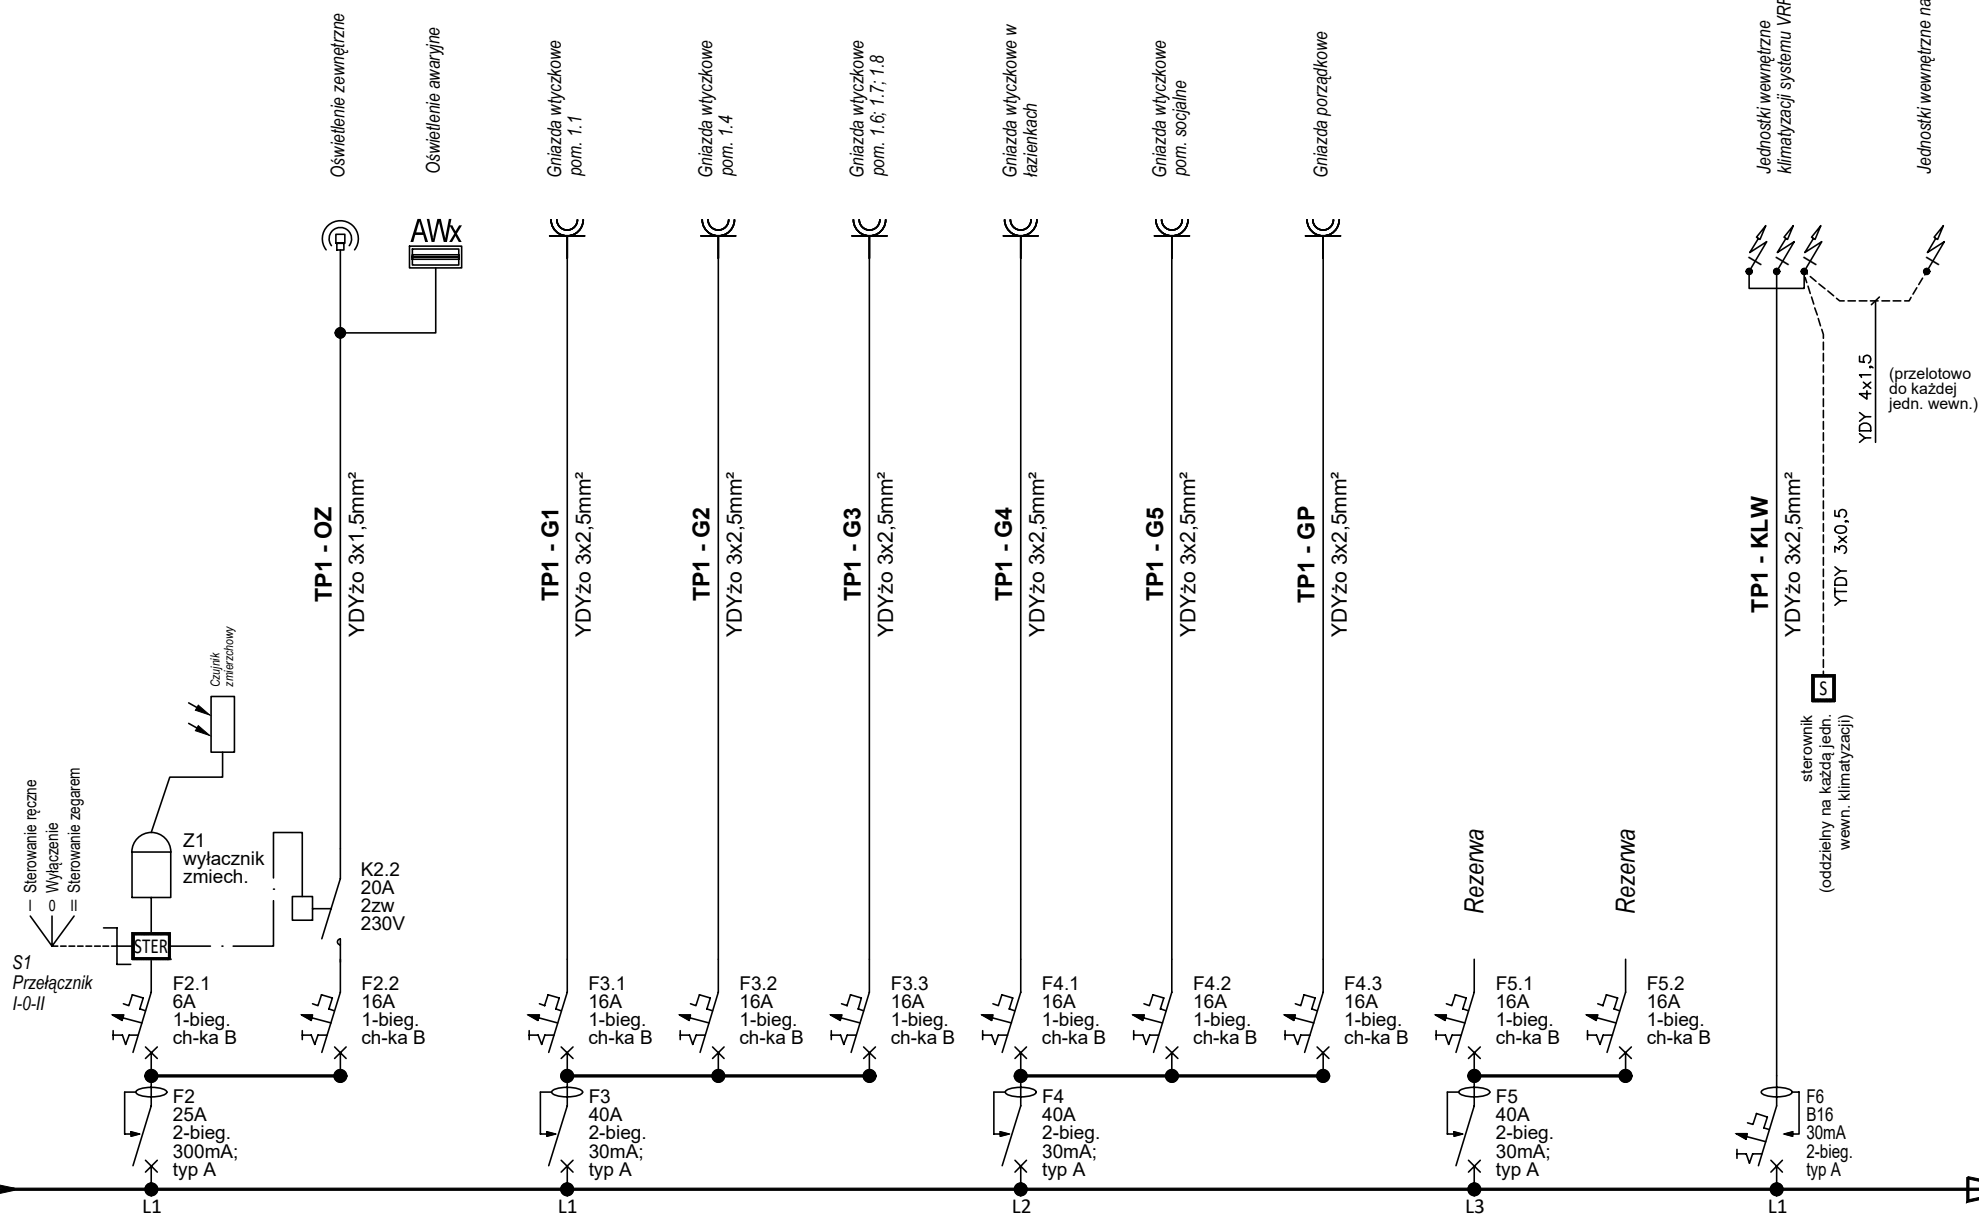 Oświetlenie zewnętrzne
Oświetlenie awaryjne
Gniazda wtyczkowe
pom. 1.1
Gniazda wtyczkowe
pom. 1.4
Gniazda wtyczkowe
pom. 1.6; 1.7; 1.8
Gniazda wtyczkowe w
łazienkach
Gniazda wtyczkowe
pom. socjalne
Gniazda porządkowe
Jednostki wewnętrzne
klimatyzacji systemu VRF
Jednostki wewnętrzne
AWx
TP1 - OZ
YDYżo 3x1,5mm²
TP1 - G1
YDYżo 3x2,5mm²
TP1 - G2
YDYżo 3x2,5mm²
TP1 - G3
YDYżo 3x2,5mm²
TP1 - G4
YDYżo 3x2,5mm²
TP1 - G5
YDYżo 3x2,5mm²
TP1 - GP
YDYżo 3x2,5mm²
TP1 - KLW
YDYżo 3x2,5mm²
YTDY 3x0,5
YDY 4x1,5
(przelotowo
do każdej
jedn. wewn.)
S
sterownik
(oddzielny na każdą jedn.
wewn. klimatyzacji)
Czujnik
zmierzchowy
Z1
wyłacznik
zmiech.
I – Sterowanie ręczne
0 – Wyłączenie
II – Sterowanie zegarem
STER
S1
Przełącznik
I-0-II
K2.2
20A
2zw
230V
Rezerwa
Rezerwa
F2.1
6A
1-bieg.
ch-ka B
F2.2
16A
1-bieg.
ch-ka B
F3.1
16A
1-bieg.
ch-ka B
F3.2
16A
1-bieg.
ch-ka B
F3.3
16A
1-bieg.
ch-ka B
F4.1
16A
1-bieg.
ch-ka B
F4.2
16A
1-bieg.
ch-ka B
F4.3
16A
1-bieg.
ch-ka B
F5.1
16A
1-bieg.
ch-ka B
F5.2
16A
1-bieg.
ch-ka B
F2
25A
2-bieg.
300mA;
typ A
F3
40A
2-bieg.
30mA;
typ A
F4
40A
2-bieg.
30mA;
typ A
F5
40A
2-bieg.
30mA;
typ A
F6
B16
30mA
2-bieg.
typ A
L1
L1
L2
L3
L1